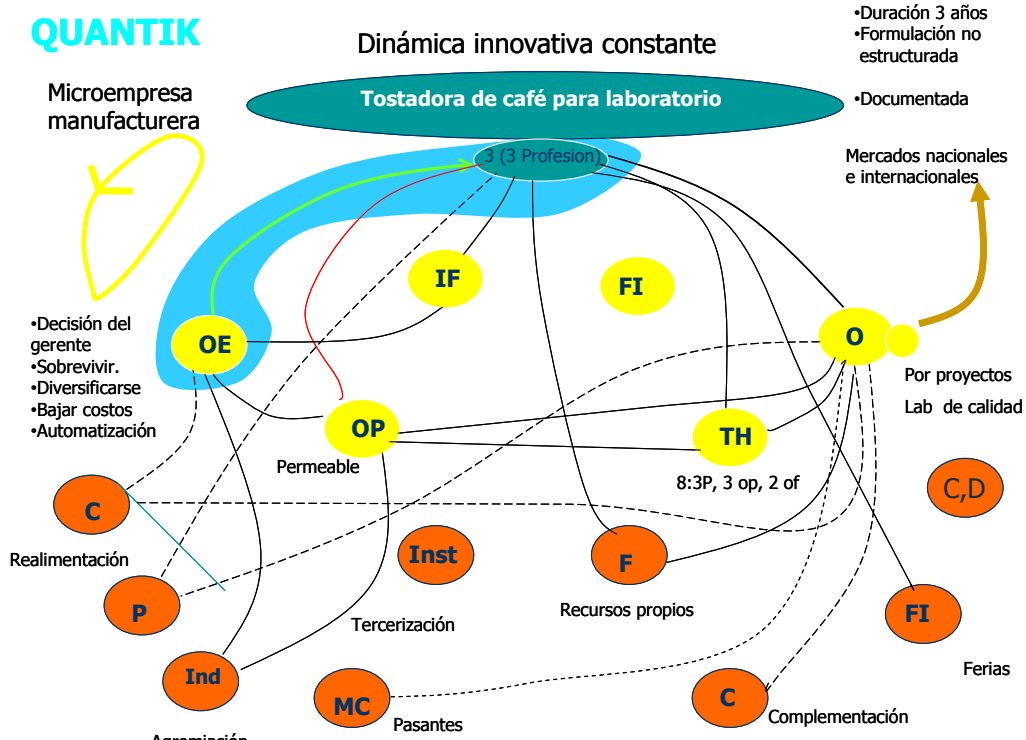 QUANTIK
Dinámica innovativa constante
•Duración 3 años
•Formulación no
estructurada
•Documentada
Microempresa
manufacturera
Tostadora de café para laboratorio
3 (3 Profesion)
Mercados nacionales
e internacionales
IF
FI
•Decisión del
gerente
•Sobrevivir.
•Diversificarse
•Bajar costos
•Automatización
OE
O
Por proyectos
Lab de calidad
OP
Permeable
TH
8:3P, 3 op, 2 of
C
Realimentación
C,D
Inst
Tercerización
F
Recursos propios
P
FI
Ferias
Ind
Agremiación
MC
Pasantes
C
Complementación